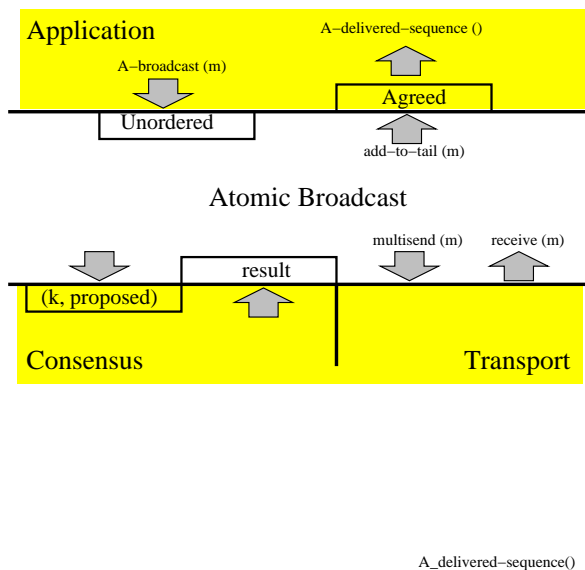 Application
A−delivered−sequence ()
A−broadcast (m)
Agreed
Unordered
add−to−tail (m)
Atomic Broadcast
multisend (m)
receive (m)
result
(k, proposed)
Consensus
Transport
A_delivered−sequence()